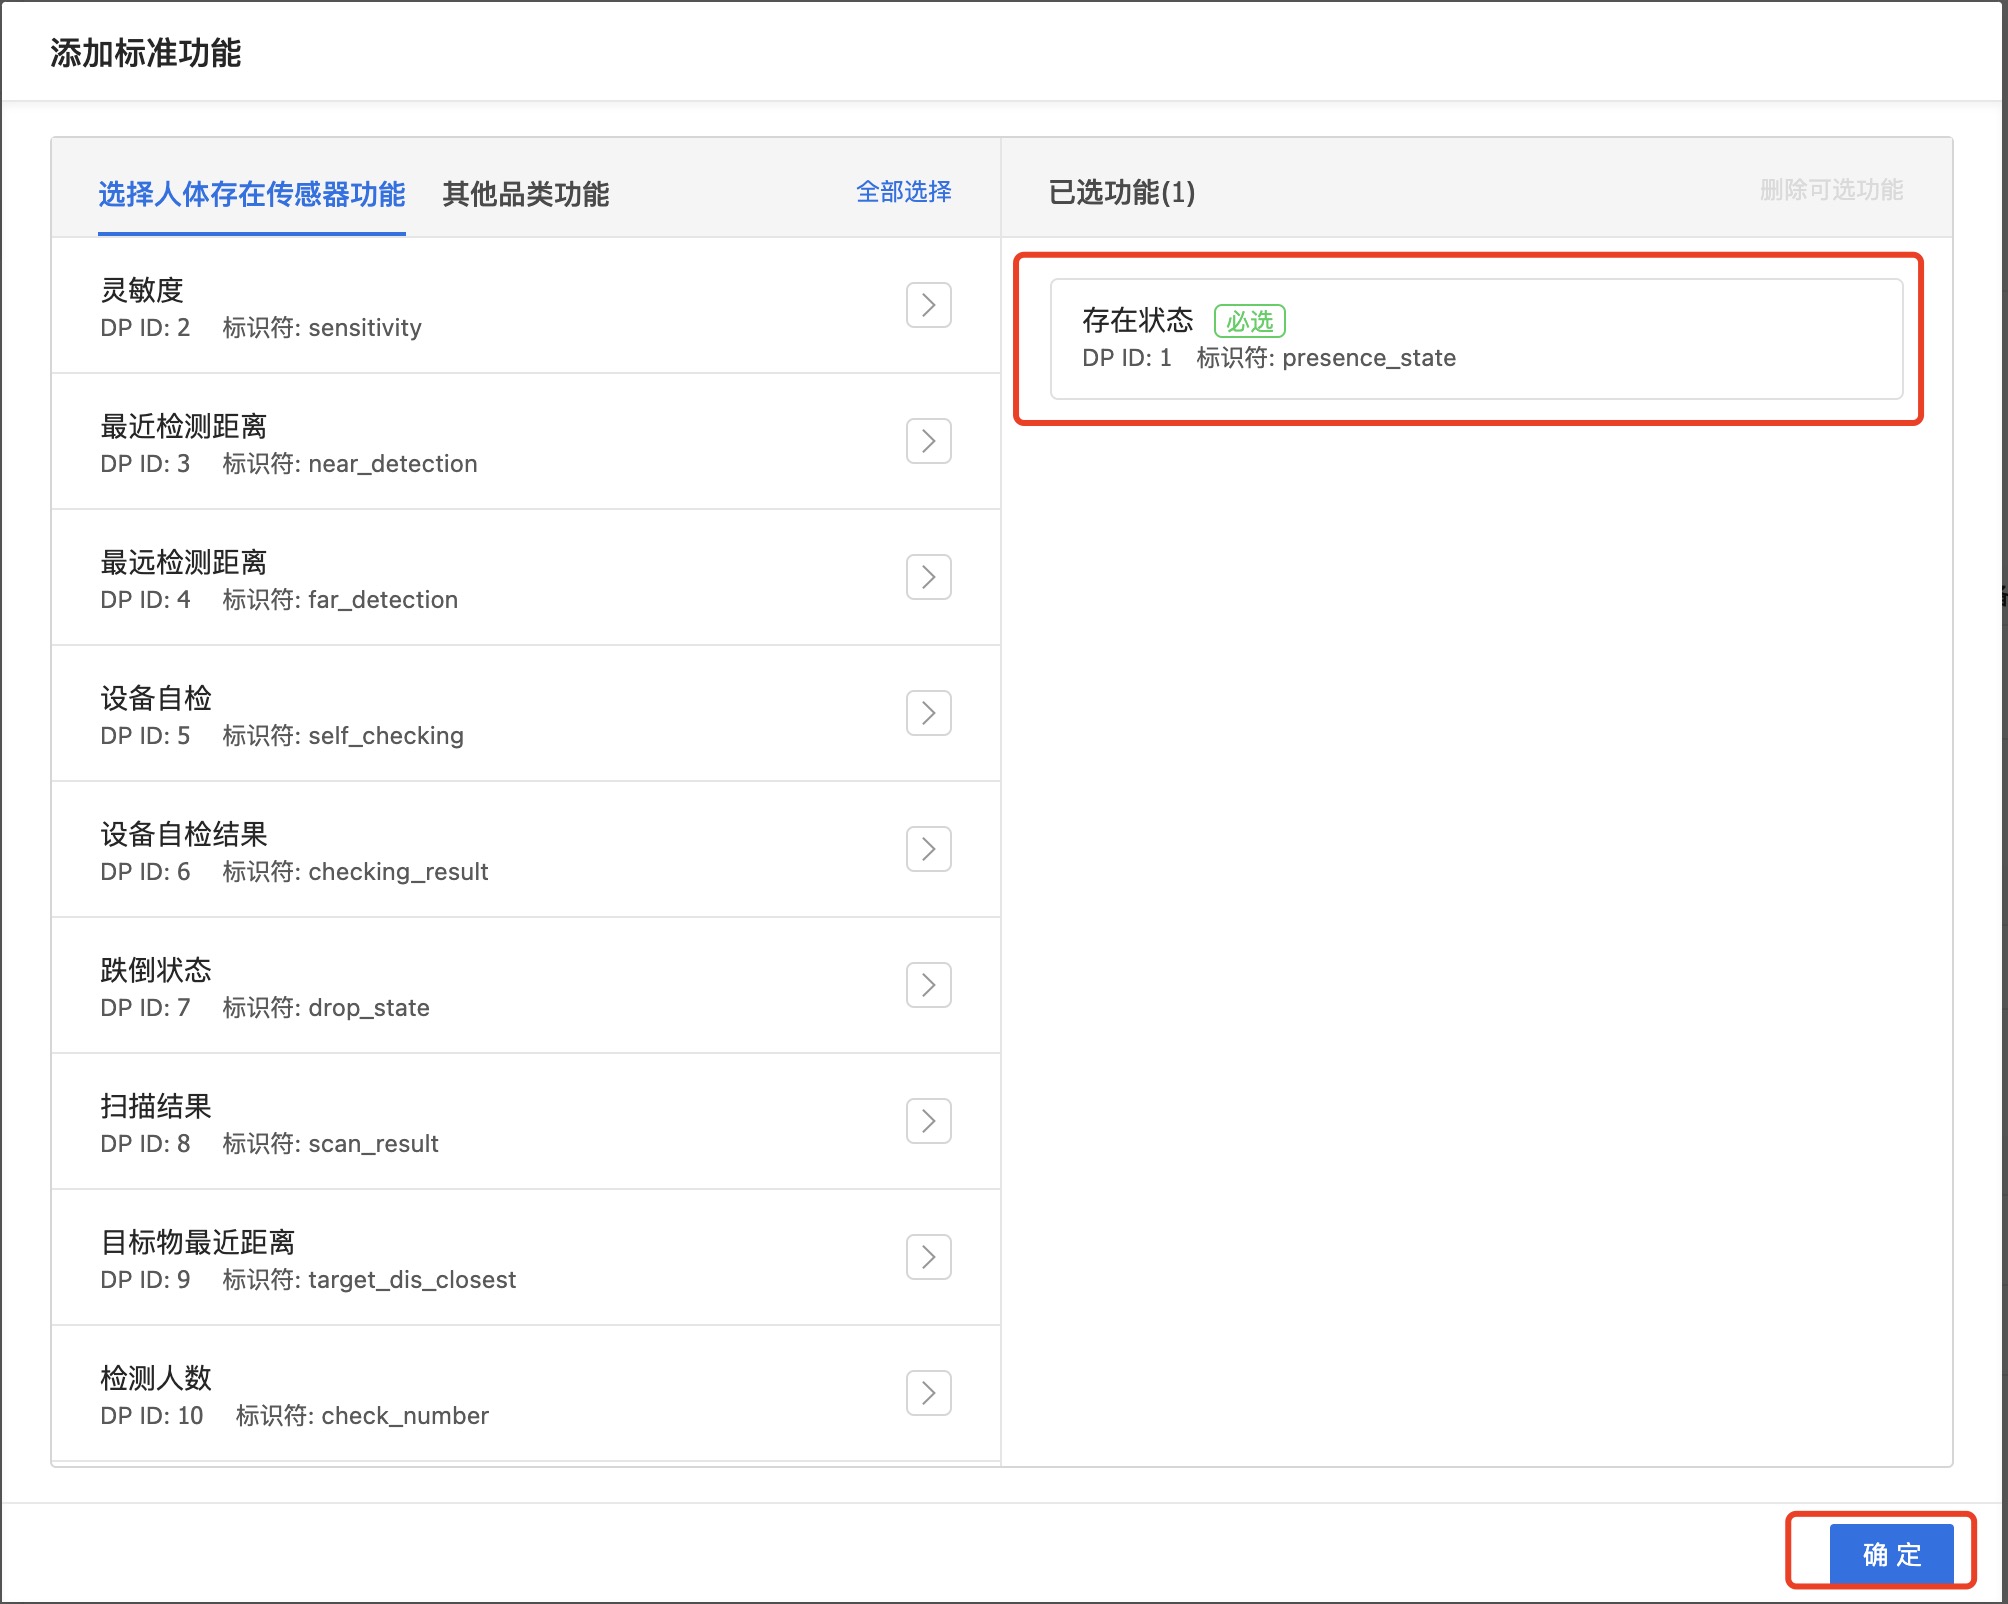 添加标准功能
选择人体存在传感器功能 其他品类功能 全部选择
灵敏度
DP ID: 2 标识符: sensitivity
最近检测距离
DP ID: 3 标识符: near_detection
最远检测距离
DP ID: 4 标识符: far_detection
设备自检
DP ID: 5 标识符: self_checking
设备自检结果
DP ID: 6 标识符: checking_result
跌倒状态
DP ID: 7 标识符: drop_state
扫描结果
DP ID: 8 标识符: scan_result
目标物最近距离
DP ID: 9 标识符: target_dis_closest
检测人数
DP ID: 10 标识符: check_number
已选功能(1) 删除可选功能
存在状态 必选
DP ID: 1 标识符: presence_state
确 定